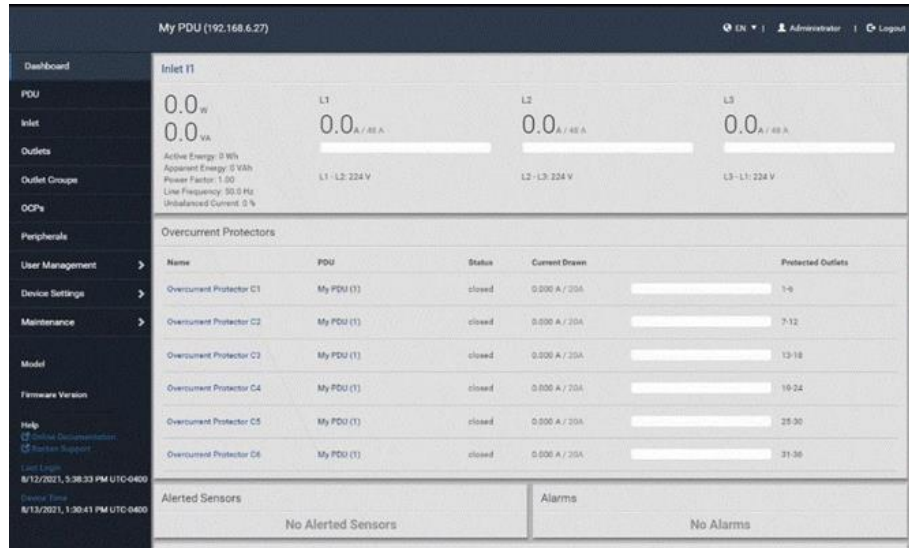 My PDU (192.168.6.27)
EN
Administrator
Logout
Dashboard
PDU
Inlet
Outlets
Outlet Groups
OCPs
Peripherals
User Management
Device Settings
Maintenance
Model
Firmware Version
Help
Online Documentation
Raritan Support
Last Login
8/12/2021, 5:38:33 PM UTC-0400
Device Time
8/13/2021, 1:30:41 PM UTC-0400
Inlet I1
0.0 W
0.0 VA
Active Energy: 0 Wh
Apparent Energy: 0 VAh
Power Factor: 1.00
Line Frequency: 50.0 Hz
Unbalanced Current: 0 %
L1
0.0 A / 48 A
L1 - L2: 224 V
L2
0.0 A / 48 A
L2 - L3: 224 V
L3
0.0 A / 48 A
L3 - L1: 224 V
Overcurrent Protectors
Name PDU Status Current Drawn Protected Outlets
Overcurrent Protector C1 My PDU (1) closed 0.000 A / 20A 1-6
Overcurrent Protector C2 My PDU (1) closed 0.000 A / 20A 7-12
Overcurrent Protector C3 My PDU (1) closed 0.000 A / 20A 13-18
Overcurrent Protector C4 My PDU (1) closed 0.000 A / 20A 19-24
Overcurrent Protector C5 My PDU (1) closed 0.000 A / 20A 25-30
Overcurrent Protector C6 My PDU (1) closed 0.000 A / 20A 31-36
Alerted Sensors
No Alerted Sensors
Alarms
No Alarms